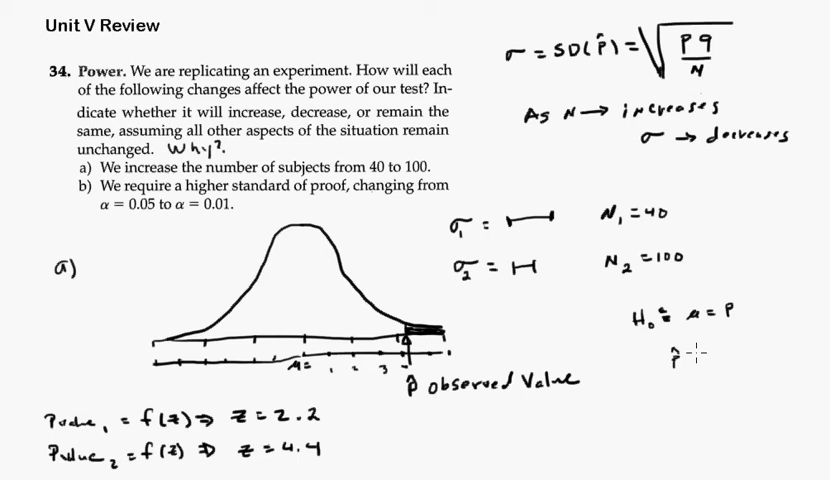 Unit V Review
34. Power. We are replicating an experiment. How will each
of the following changes affect the power of our test? In-
dicate whether it will increase, decrease, or remain the
same, assuming all other aspects of the situation remain
unchanged. Why?
a) We increase the number of subjects from 40 to 100.
b) We require a higher standard of proof, changing from
α = 0.05 to α = 0.01.
σ = SD(p̂) = √(pq/N)
As N → increases
σ → decreases
σ₁ =
N₁ = 40
σ₂ =
N₂ = 100
a)
H₀ : μ = P
p̂
μ = 1 2 3
p̂ observed Value
Pvalue₁ = f(z) ⇒ z = 2.2
Pvalue₂ = f(z) ⇒ z = 4.4